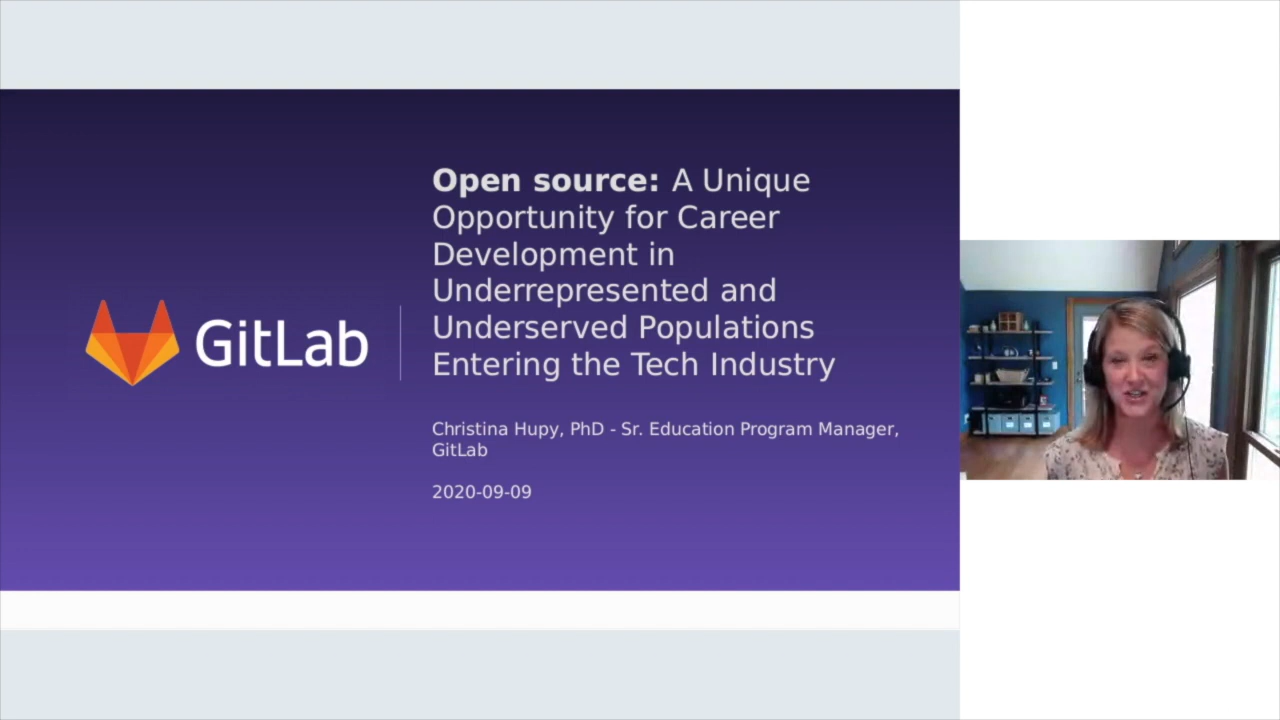 Open source: A Unique
Opportunity for Career
Development in
Underrepresented and
Underserved Populations
Entering the Tech Industry
GitLab
Christina Hupy, PhD - Sr. Education Program Manager,
GitLab
2020-09-09